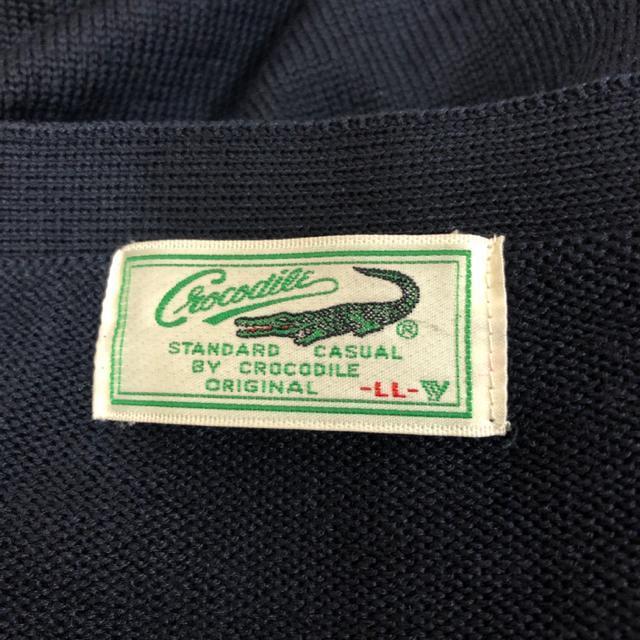 Crocodile ®
STANDARD CASUAL
BY CROCODILE
ORIGINAL -LL-